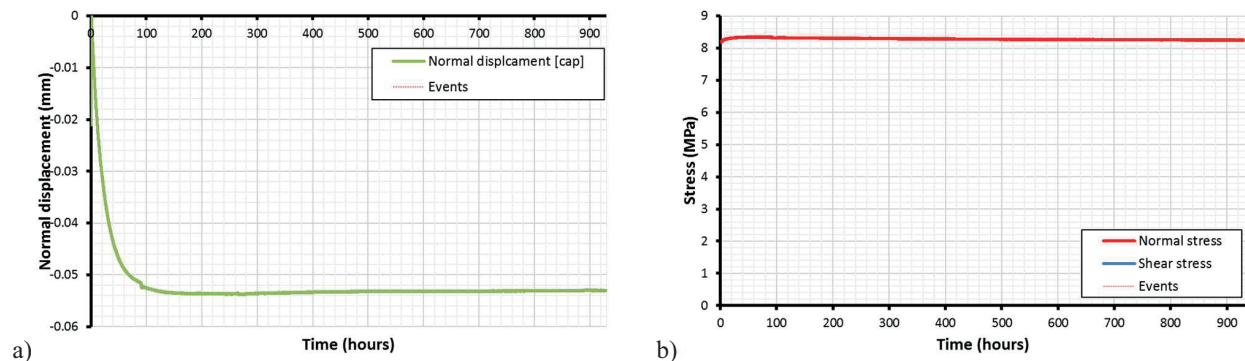 0
0 100 200 300 400 500 600 700 800 900
-0.01
-0.02
-0.03
-0.04
-0.05
-0.06
Normal displacement (mm)
Normal displcament [cap]
Events
Time (hours)
a)
9
8
7
6
5
4
3
2
1
0
Stress (MPa)
Normal stress
Shear stress
Events
0 100 200 300 400 500 600 700 800 900
Time (hours)
b)